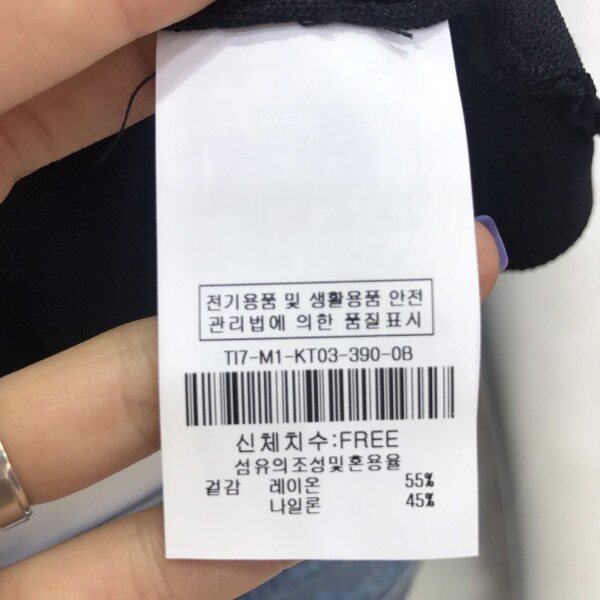 전기용품 및 생활용품 안전
관리법에 의한 품질표시
TI7-M1-KT03-390-0B
신체치수:FREE
섬유의조성및혼용율
겉감 레이온 55%
나일론 45%